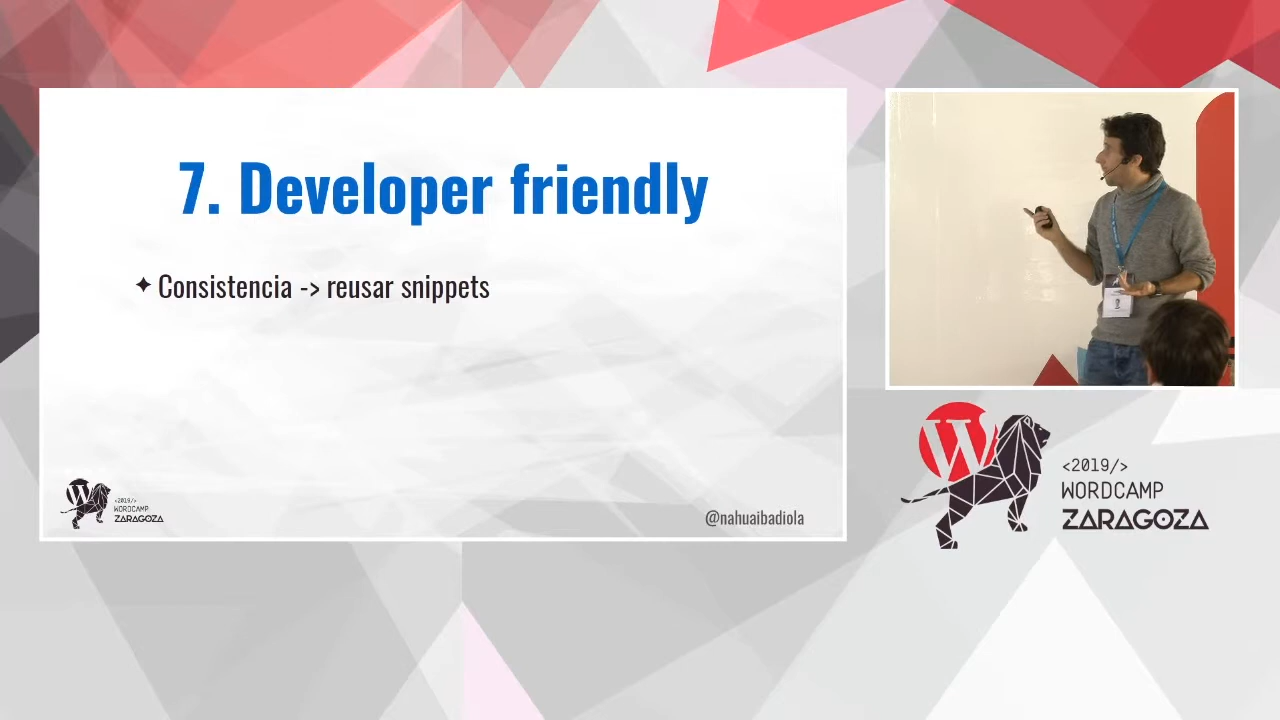 7. Developer friendly
✦ Consistencia -> reusar snippets
<2019/>
WORDCAMP
ZARAGOZA
@nahuaibadiola
W
<2019/>
WORDCAMP
ZARAGOZA